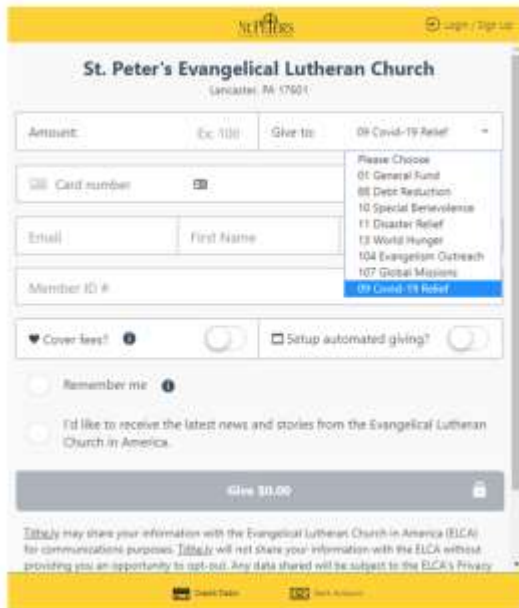 St. Peters
Login / Sign Up
St. Peter's Evangelical Lutheran Church
Lancaster, PA 17601
Amount: Ex: 100 Give to: 09 Covid-19 Relief
Please Choose
01 General Fund
Card number
88 Debt Reduction
10 Special Benevolence
11 Disaster Relief
Email First Name
13 World Hunger
104 Evangelism Outreach
107 Global Missions
Member ID #
09 Covid-19 Relief
Cover fees? Setup automated giving?
Remember me
I'd like to receive the latest news and stories from the Evangelical Lutheran
Church in America.
Give $0.00
Tithe.ly may share your information with the Evangelical Lutheran Church in America (ELCA)
for communications purposes. Tithe.ly will not share your information with the ELCA without
providing you an opportunity to opt-out. Any data shared will be subject to the ELCA's Privacy
Credit/Debit Bank Account